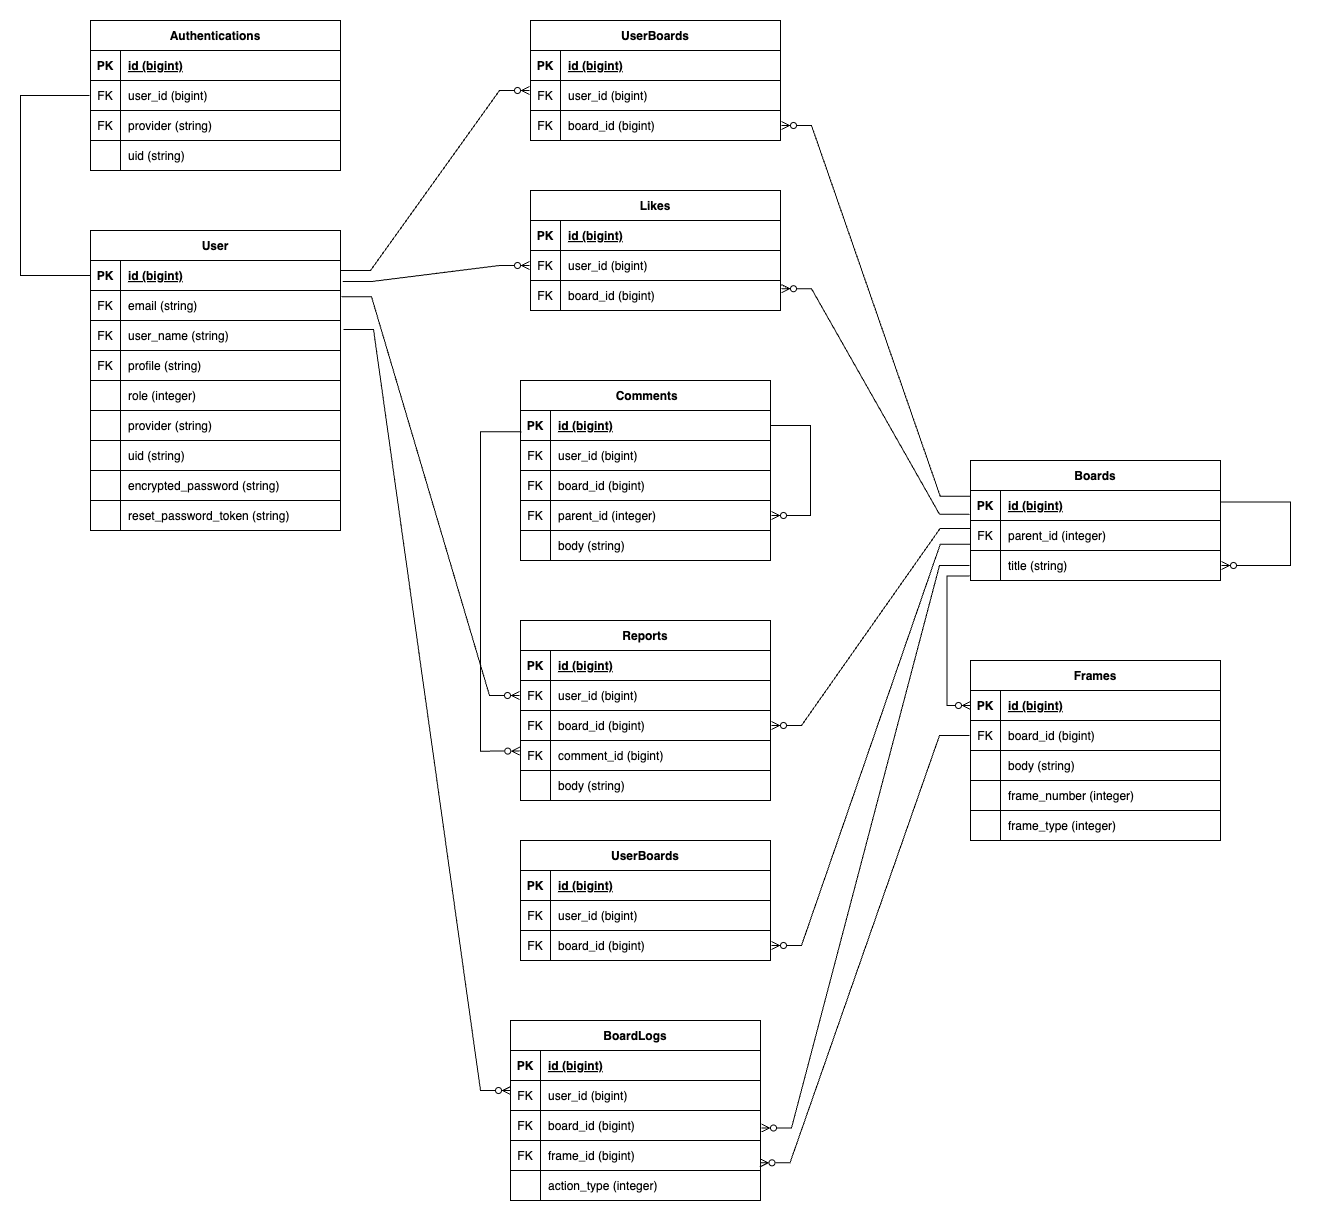 Authentications
PK id (bigint)
FK user_id (bigint)
FK provider (string)
uid (string)
User
PK id (bigint)
FK email (string)
FK user_name (string)
FK profile (string)
role (integer)
provider (string)
uid (string)
encrypted_password (string)
reset_password_token (string)
UserBoards
PK id (bigint)
FK user_id (bigint)
FK board_id (bigint)
Likes
PK id (bigint)
FK user_id (bigint)
FK board_id (bigint)
Comments
PK id (bigint)
FK user_id (bigint)
FK board_id (bigint)
FK parent_id (integer)
body (string)
Reports
PK id (bigint)
FK user_id (bigint)
FK board_id (bigint)
FK comment_id (bigint)
body (string)
UserBoards
PK id (bigint)
FK user_id (bigint)
FK board_id (bigint)
BoardLogs
PK id (bigint)
FK user_id (bigint)
FK board_id (bigint)
FK frame_id (bigint)
action_type (integer)
Boards
PK id (bigint)
FK parent_id (integer)
title (string)
Frames
PK id (bigint)
FK board_id (bigint)
body (string)
frame_number (integer)
frame_type (integer)